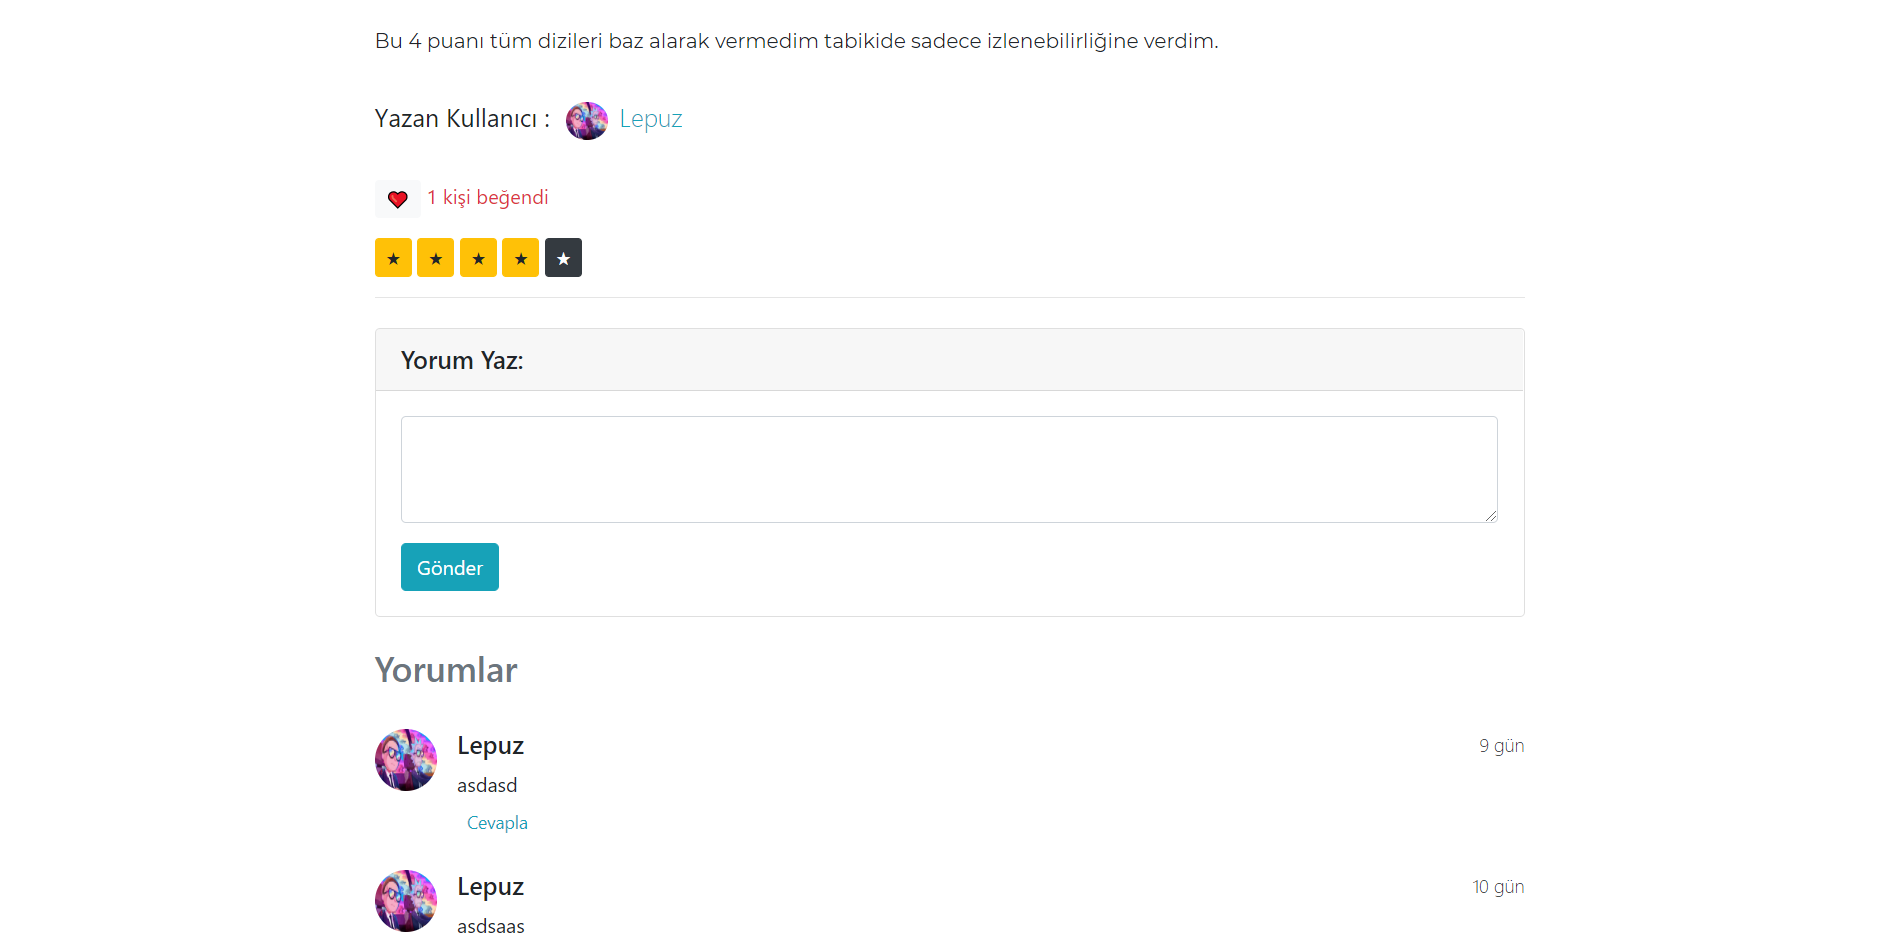 Bu 4 puanı tüm dizileri baz alarak vermedim tabikide sadece izlenebilirliğine verdim.
Yazan Kullanıcı : Lepuz
1 kişi beğendi
Yorum Yaz:
Gönder
Yorumlar
Lepuz 9 gün
asdasd
Cevapla
Lepuz 10 gün
asdsaas